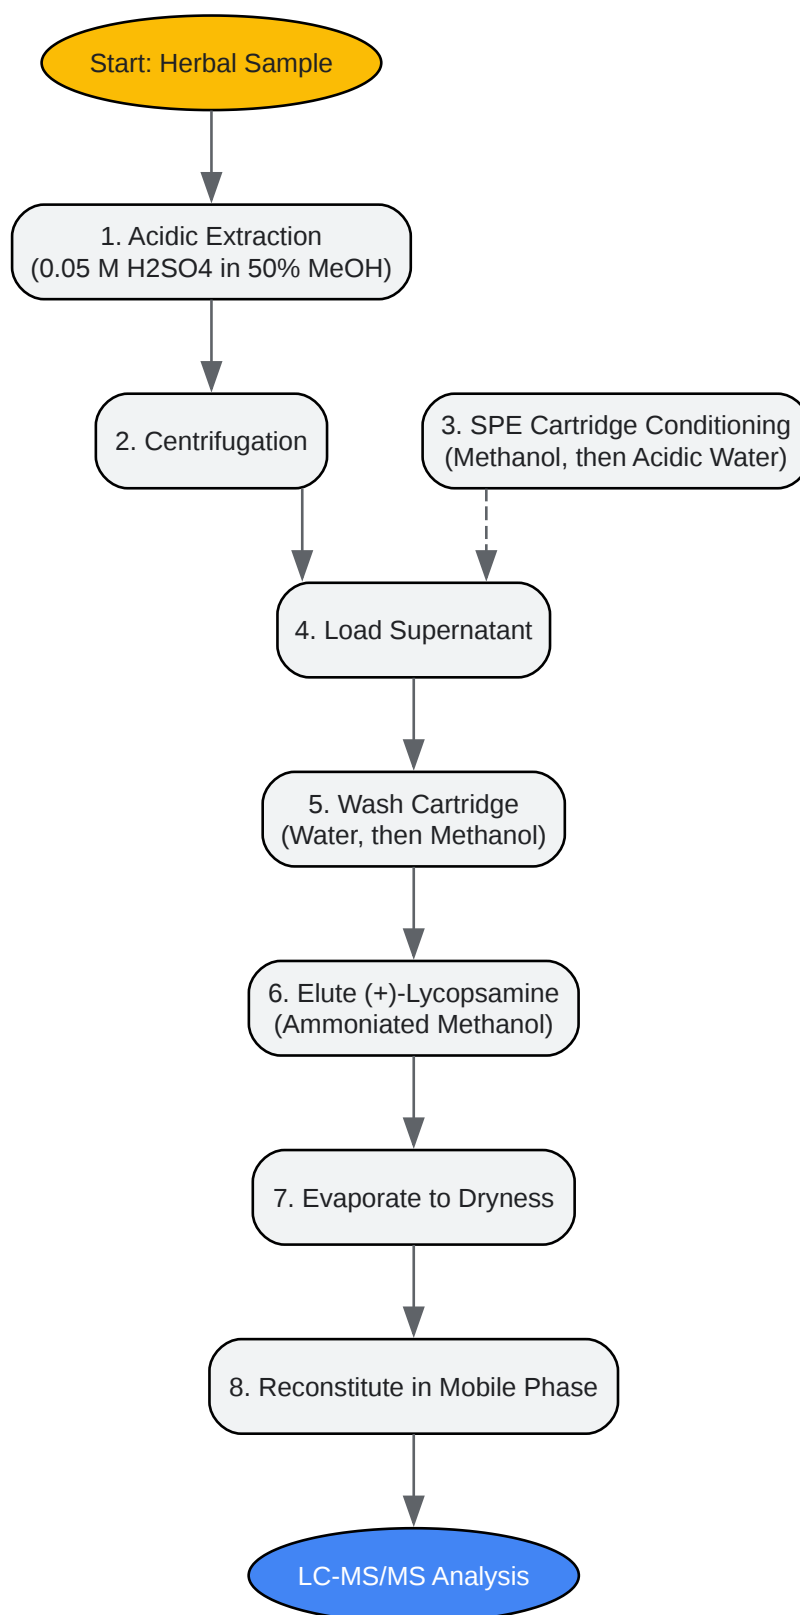 Start: Herbal Sample
1. Acidic Extraction
(0.05 M H2SO4 in 50% MeOH)
2. Centrifugation
3. SPE Cartridge Conditioning
(Methanol, then Acidic Water)
4. Load Supernatant
5. Wash Cartridge
(Water, then Methanol)
6. Elute (+)-Lycopsamine
(Ammoniated Methanol)
7. Evaporate to Dryness
8. Reconstitute in Mobile Phase
LC-MS/MS Analysis